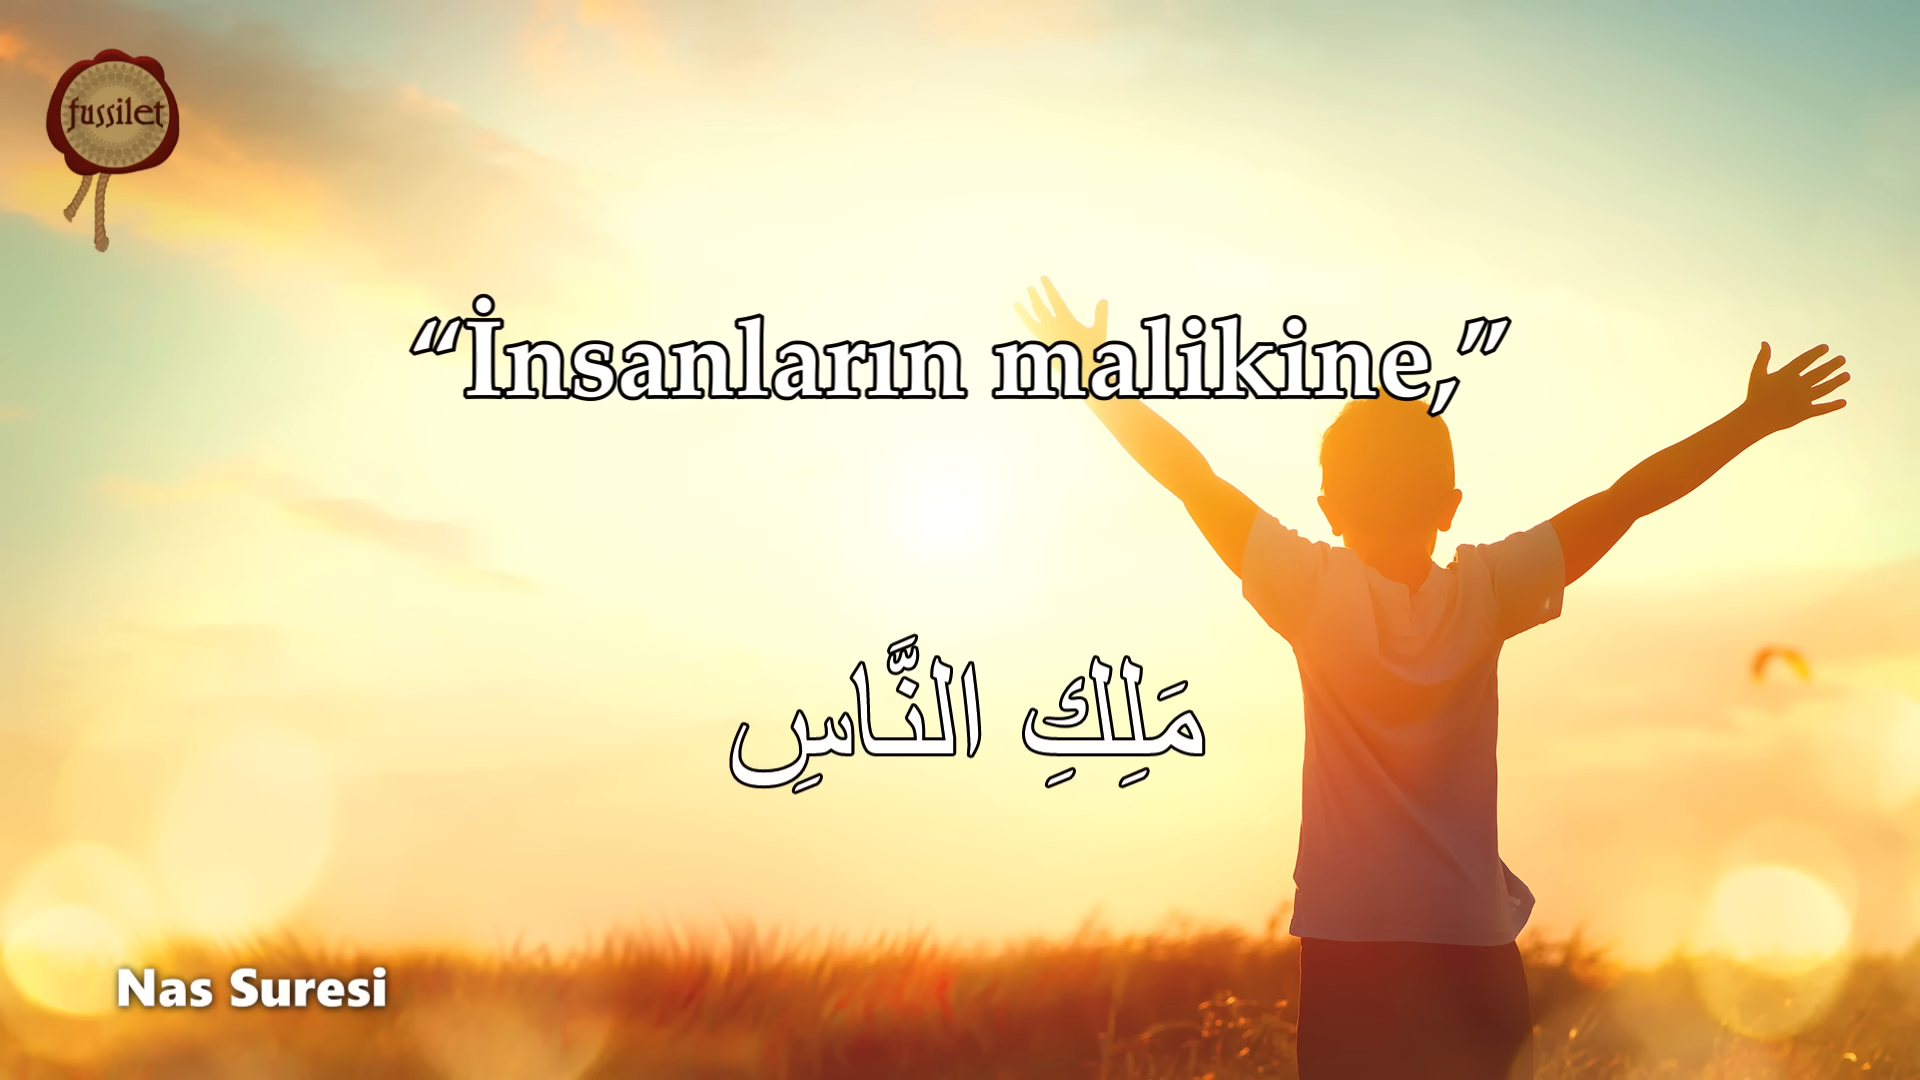 fussilet
“İnsanların malikine,”
مَلِكِ النَّاسِ
Nas Suresi